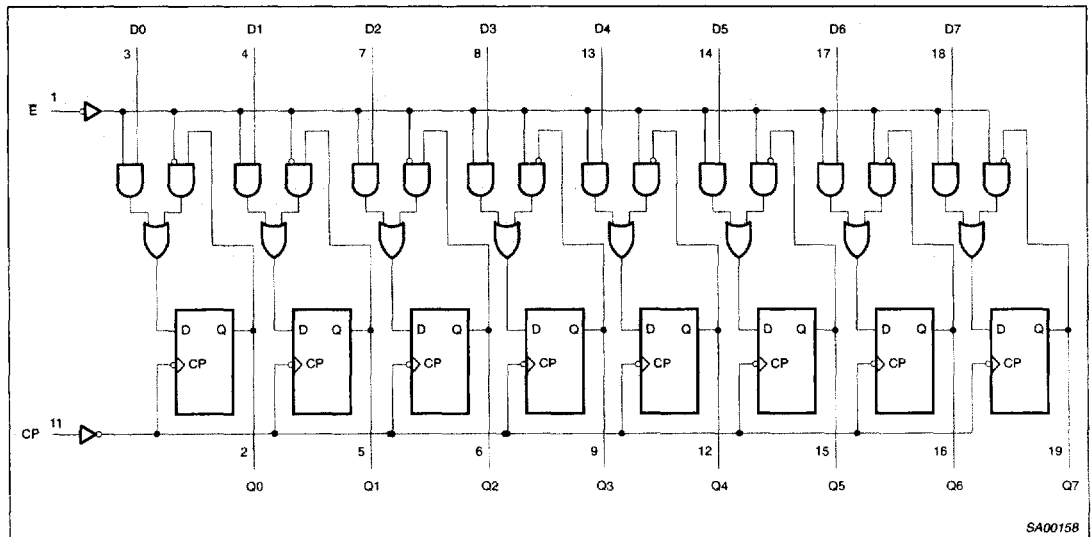 D0 D1 D2 D3 D4 D5 D6 D7
3 4 7 8 13 14 17 18
E̅ 1
D Q D Q D Q D Q D Q D Q D Q D Q
CP CP CP CP CP CP CP CP
CP 11
2 5 6 9 12 15 16 19
Q0 Q1 Q2 Q3 Q4 Q5 Q6 Q7
SA00158